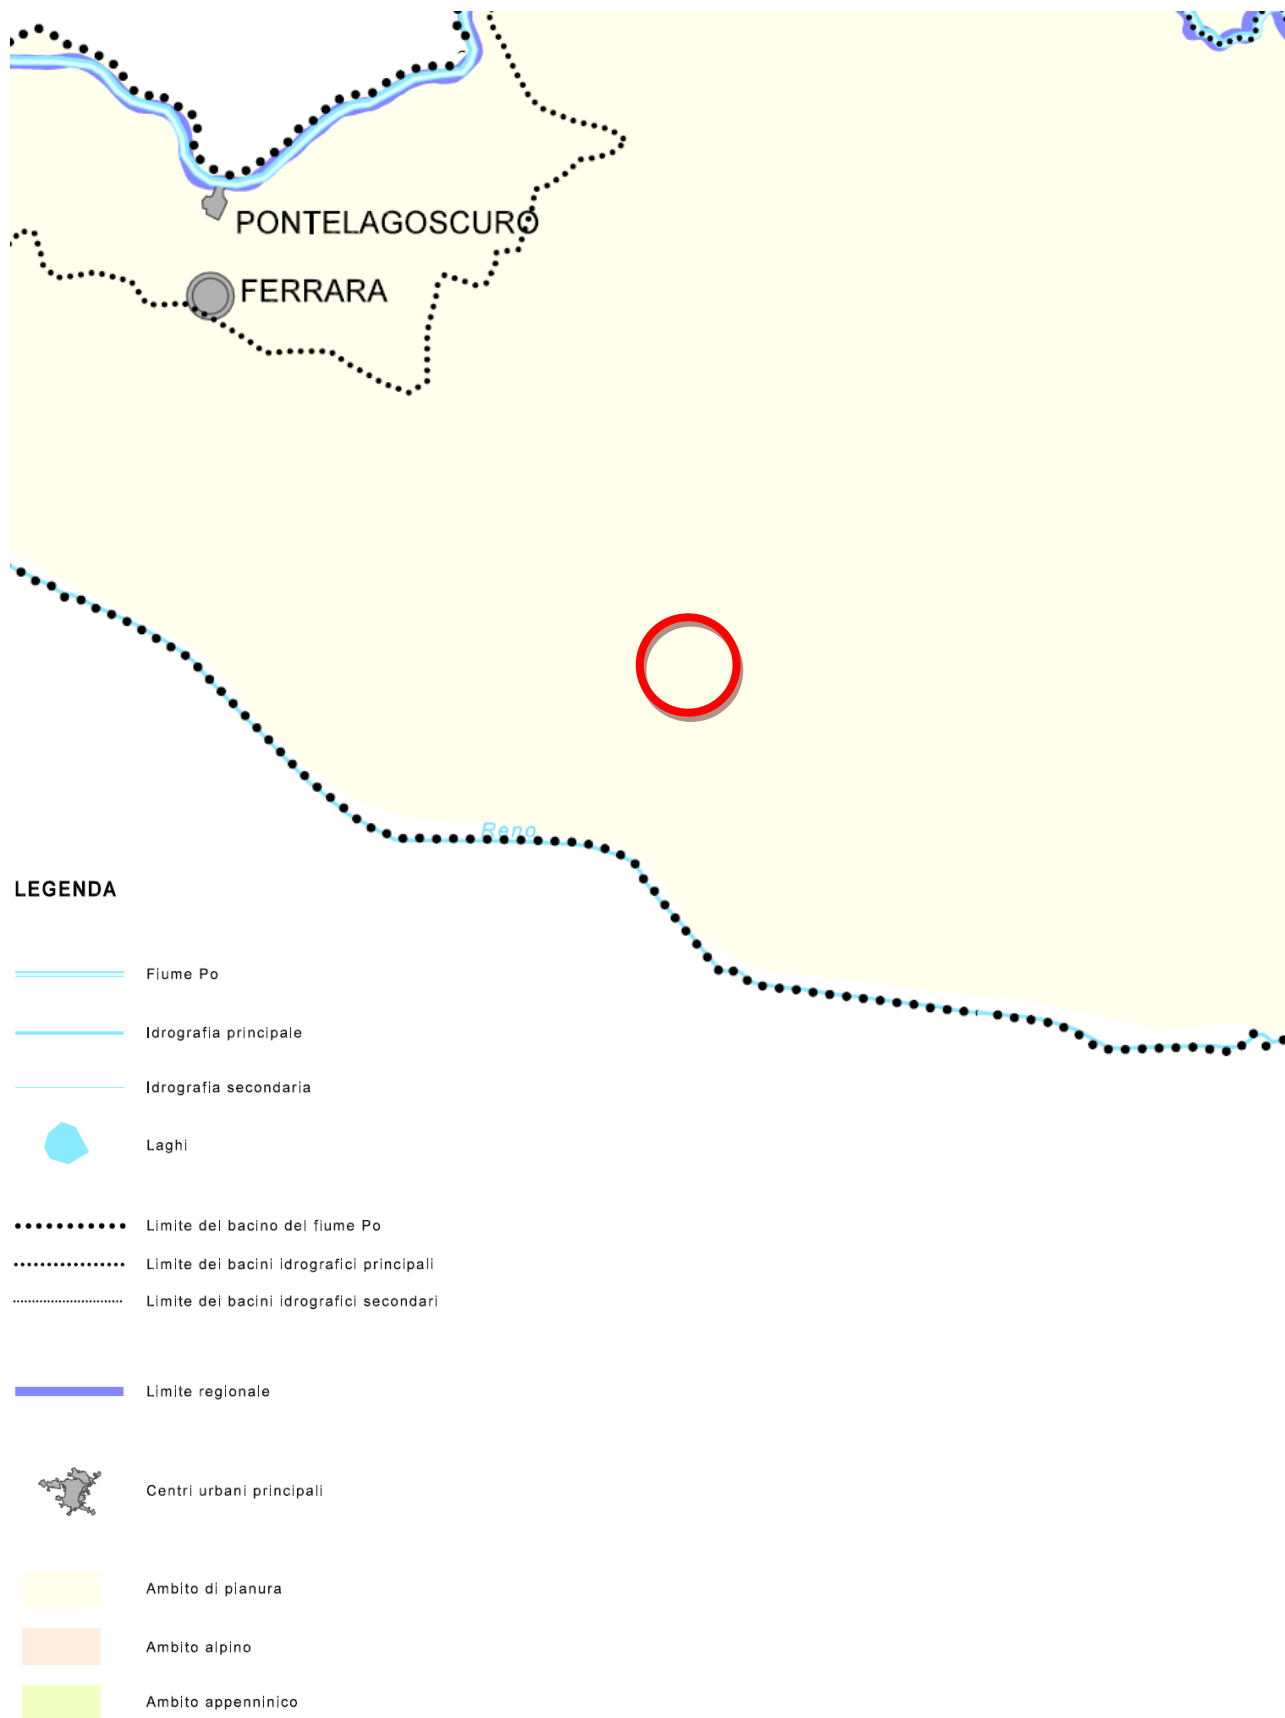 PONTELAGOSCURO
FERRARA
Reno
LEGENDA
Fiume Po
Idrografia principale
Idrografia secondaria
Laghi
Limite del bacino del fiume Po
Limite dei bacini idrografici principali
Limite dei bacini idrografici secondari
Limite regionale
Centri urbani principali
Ambito di pianura
Ambito alpino
Ambito appenninico